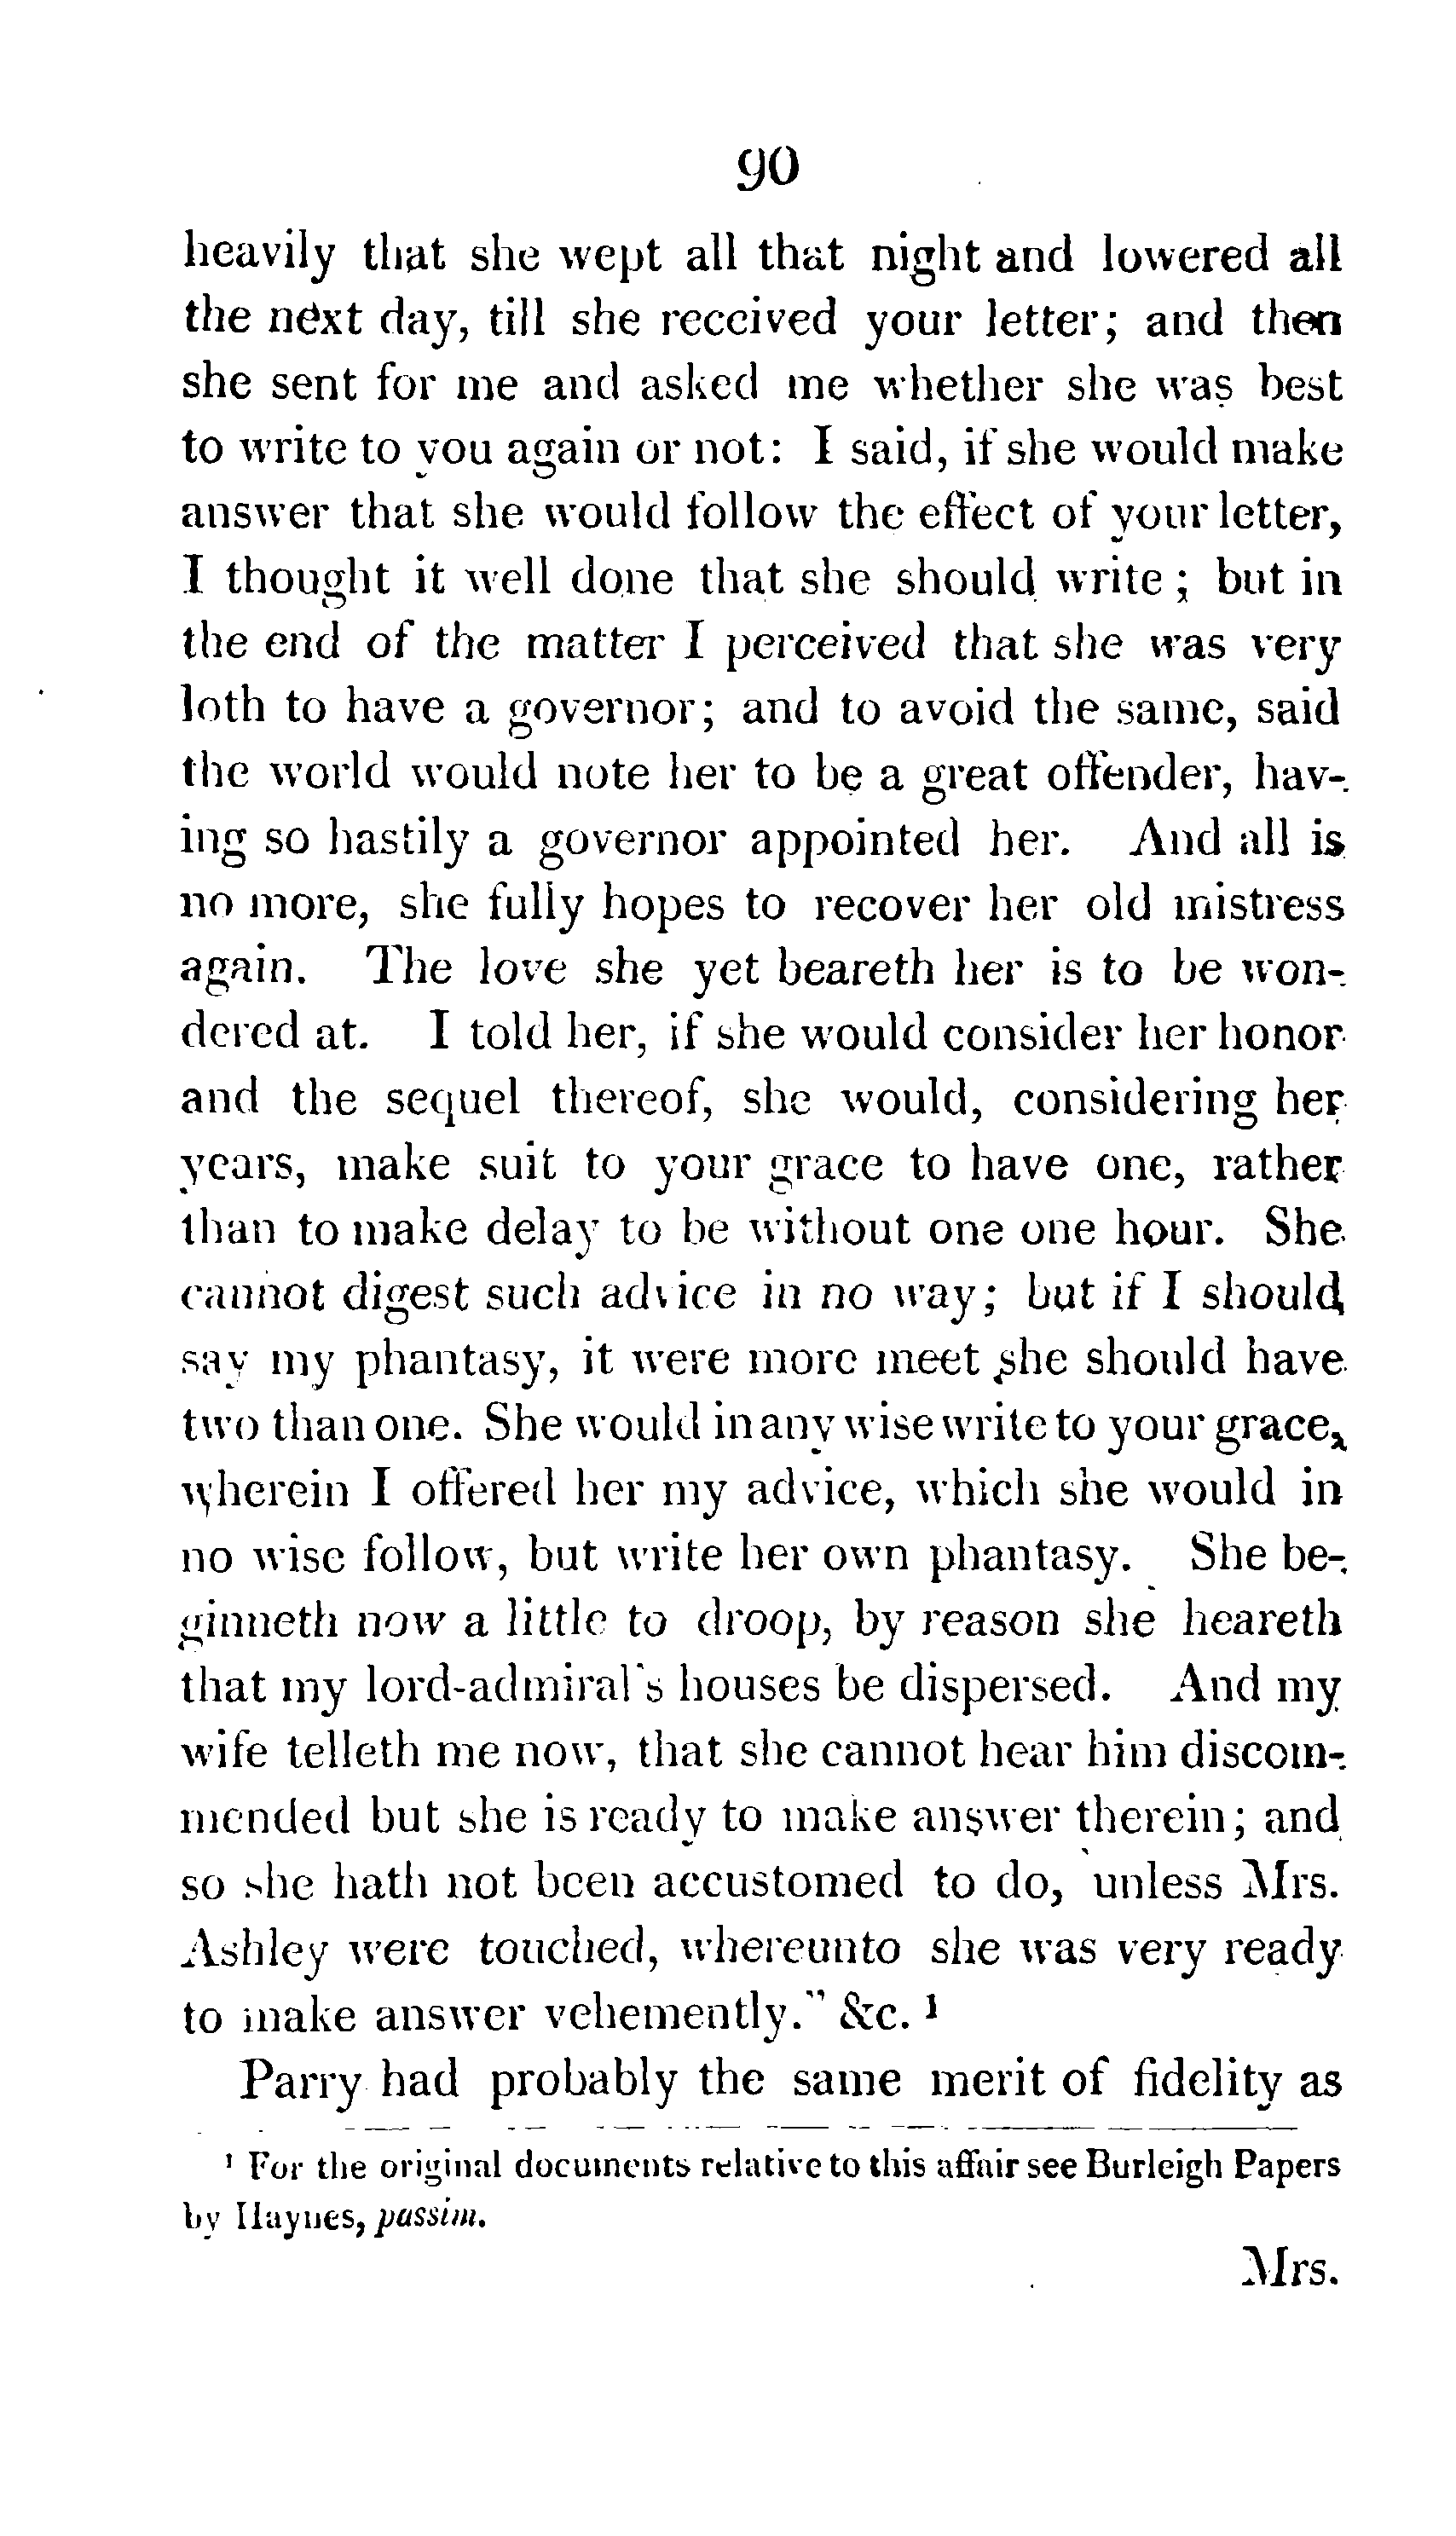 90
heavily that she wept all that night and lowered all
the next day, till she received your letter; and then
she sent for me and asked me whether she was best
to write to you again or not: I said, if she would make
answer that she would follow the effect of your letter,
I thought it well done that she should write; but in
the end of the matter I perceived that she was very
loth to have a governor; and to avoid the same, said
the world would note her to be a great offender, hav-
ing so hastily a governor appointed her. And all is
no more, she fully hopes to recover her old mistress
again. The love she yet beareth her is to be won-
dered at. I told her, if she would consider her honor
and the sequel thereof, she would, considering her
years, make suit to your grace to have one, rather
than to make delay to be without one one hour. She
cannot digest such advice in no way; but if I should
say my phantasy, it were more meet she should have
two than one. She would in any wise write to your grace,
wherein I offered her my advice, which she would in
no wise follow, but write her own phantasy. She be-
ginneth now a little to droop, by reason she heareth
that my lord-admiral's houses be dispersed. And my
wife telleth me now, that she cannot hear him discom-
mended but she is ready to make answer therein; and
so she hath not been accustomed to do, unless Mrs.
Ashley were touched, whereunto she was very ready
to make answer vehemently." &c. ¹
Parry had probably the same merit of fidelity as
¹ For the original documents relative to this affair see Burleigh Papers
by Haynes, passim.
Mrs.